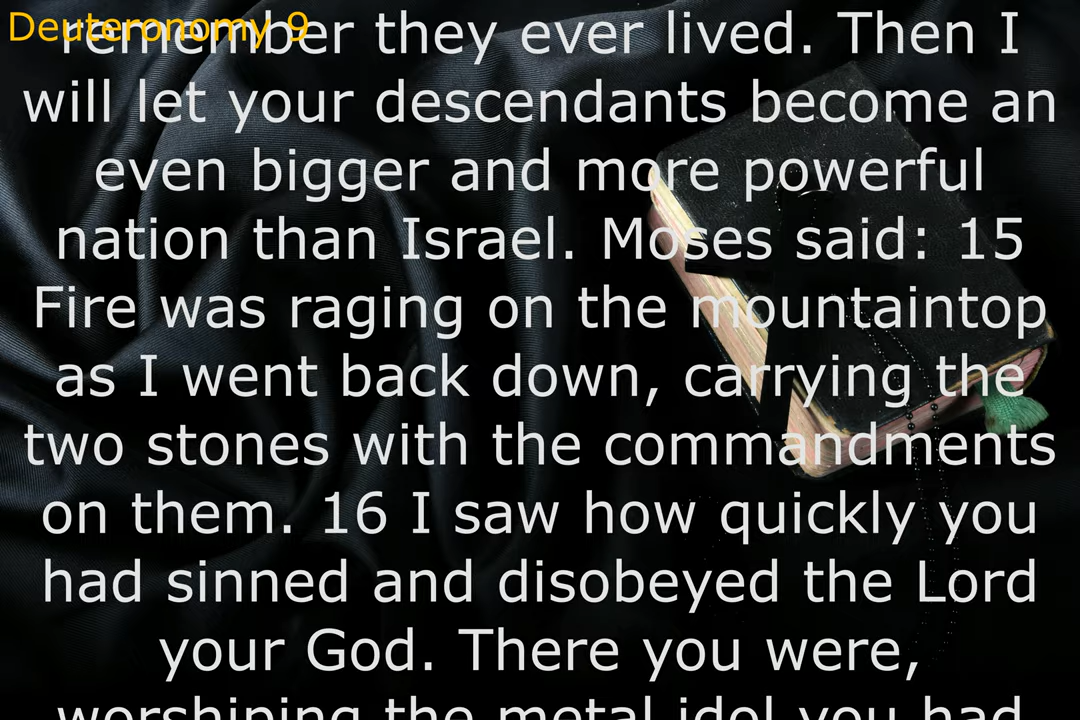 Deuteronomy 9
remember they ever lived. Then I
will let your descendants become an
even bigger and more powerful
nation than Israel. Moses said: 15
Fire was raging on the mountaintop
as I went back down, carrying the
two stones with the commandments
on them. 16 I saw how quickly you
had sinned and disobeyed the Lord
your God. There you were,
worshiping the metal idol you had